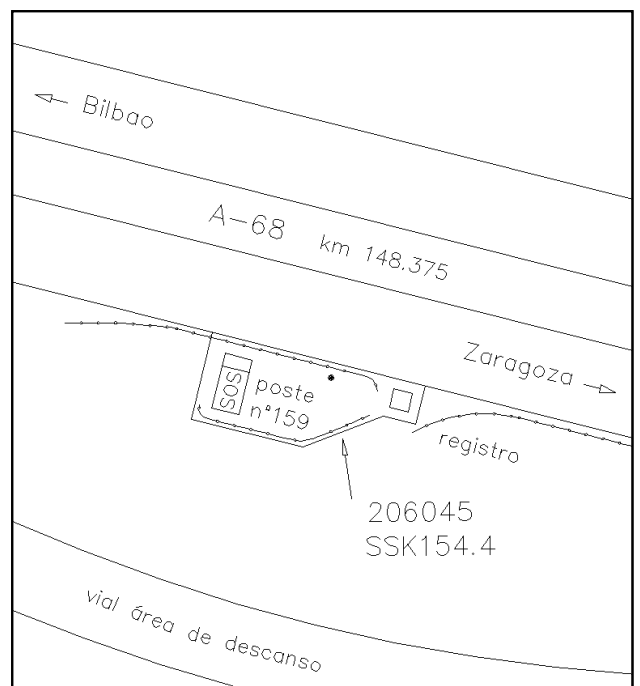 Bilbao
A-68 km 148.375
Zaragoza
SOS
poste
nº159
registro
206045
SSK154.4
vial área de descanso